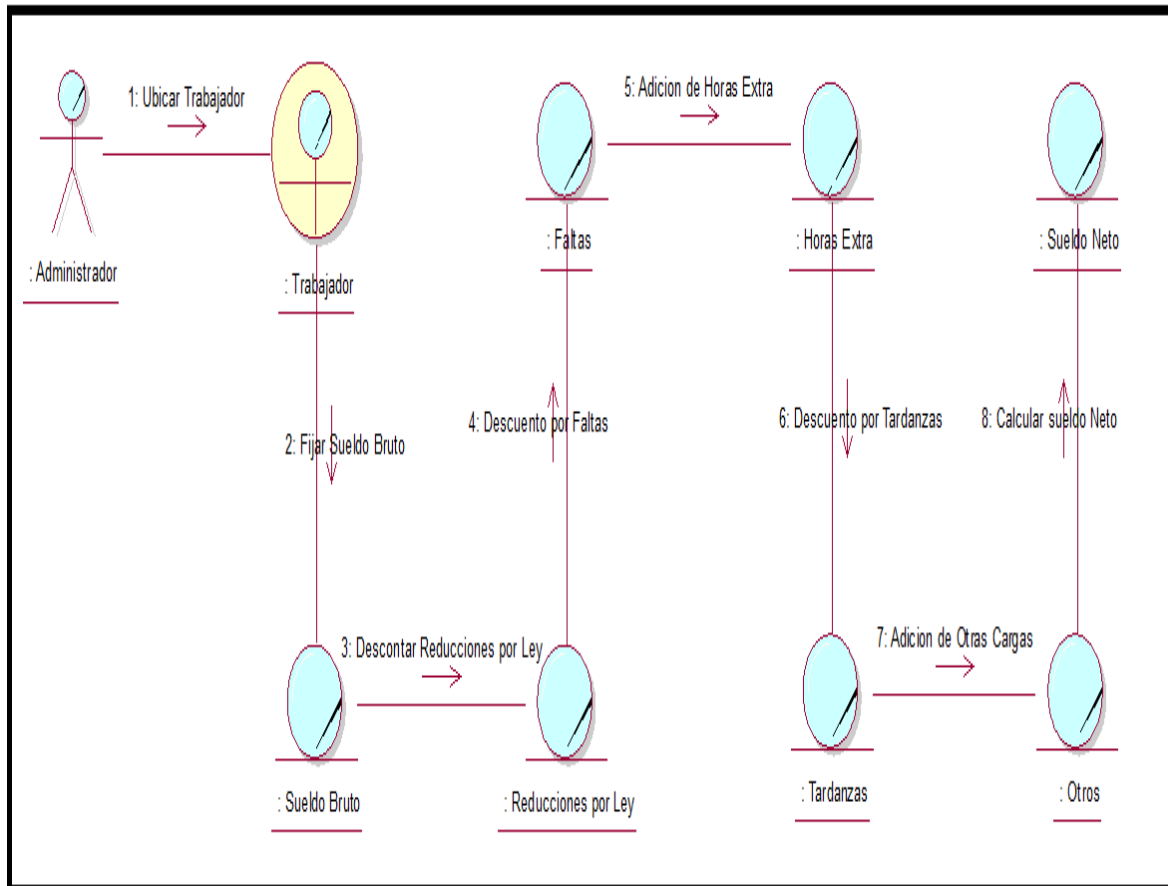 1: Ubicar Trabajador
5: Adicion de Horas Extra
: Administrador
: Trabajador
: Faltas
: Horas Extra
: Sueldo Neto
2: Fijar Sueldo Bruto
4: Descuento por Faltas
6: Descuento por Tardanzas
8: Calcular sueldo Neto
3: Descontar Reducciones por Ley
7: Adicion de Otras Cargas
: Sueldo Bruto
: Reducciones por Ley
: Tardanzas
: Otros